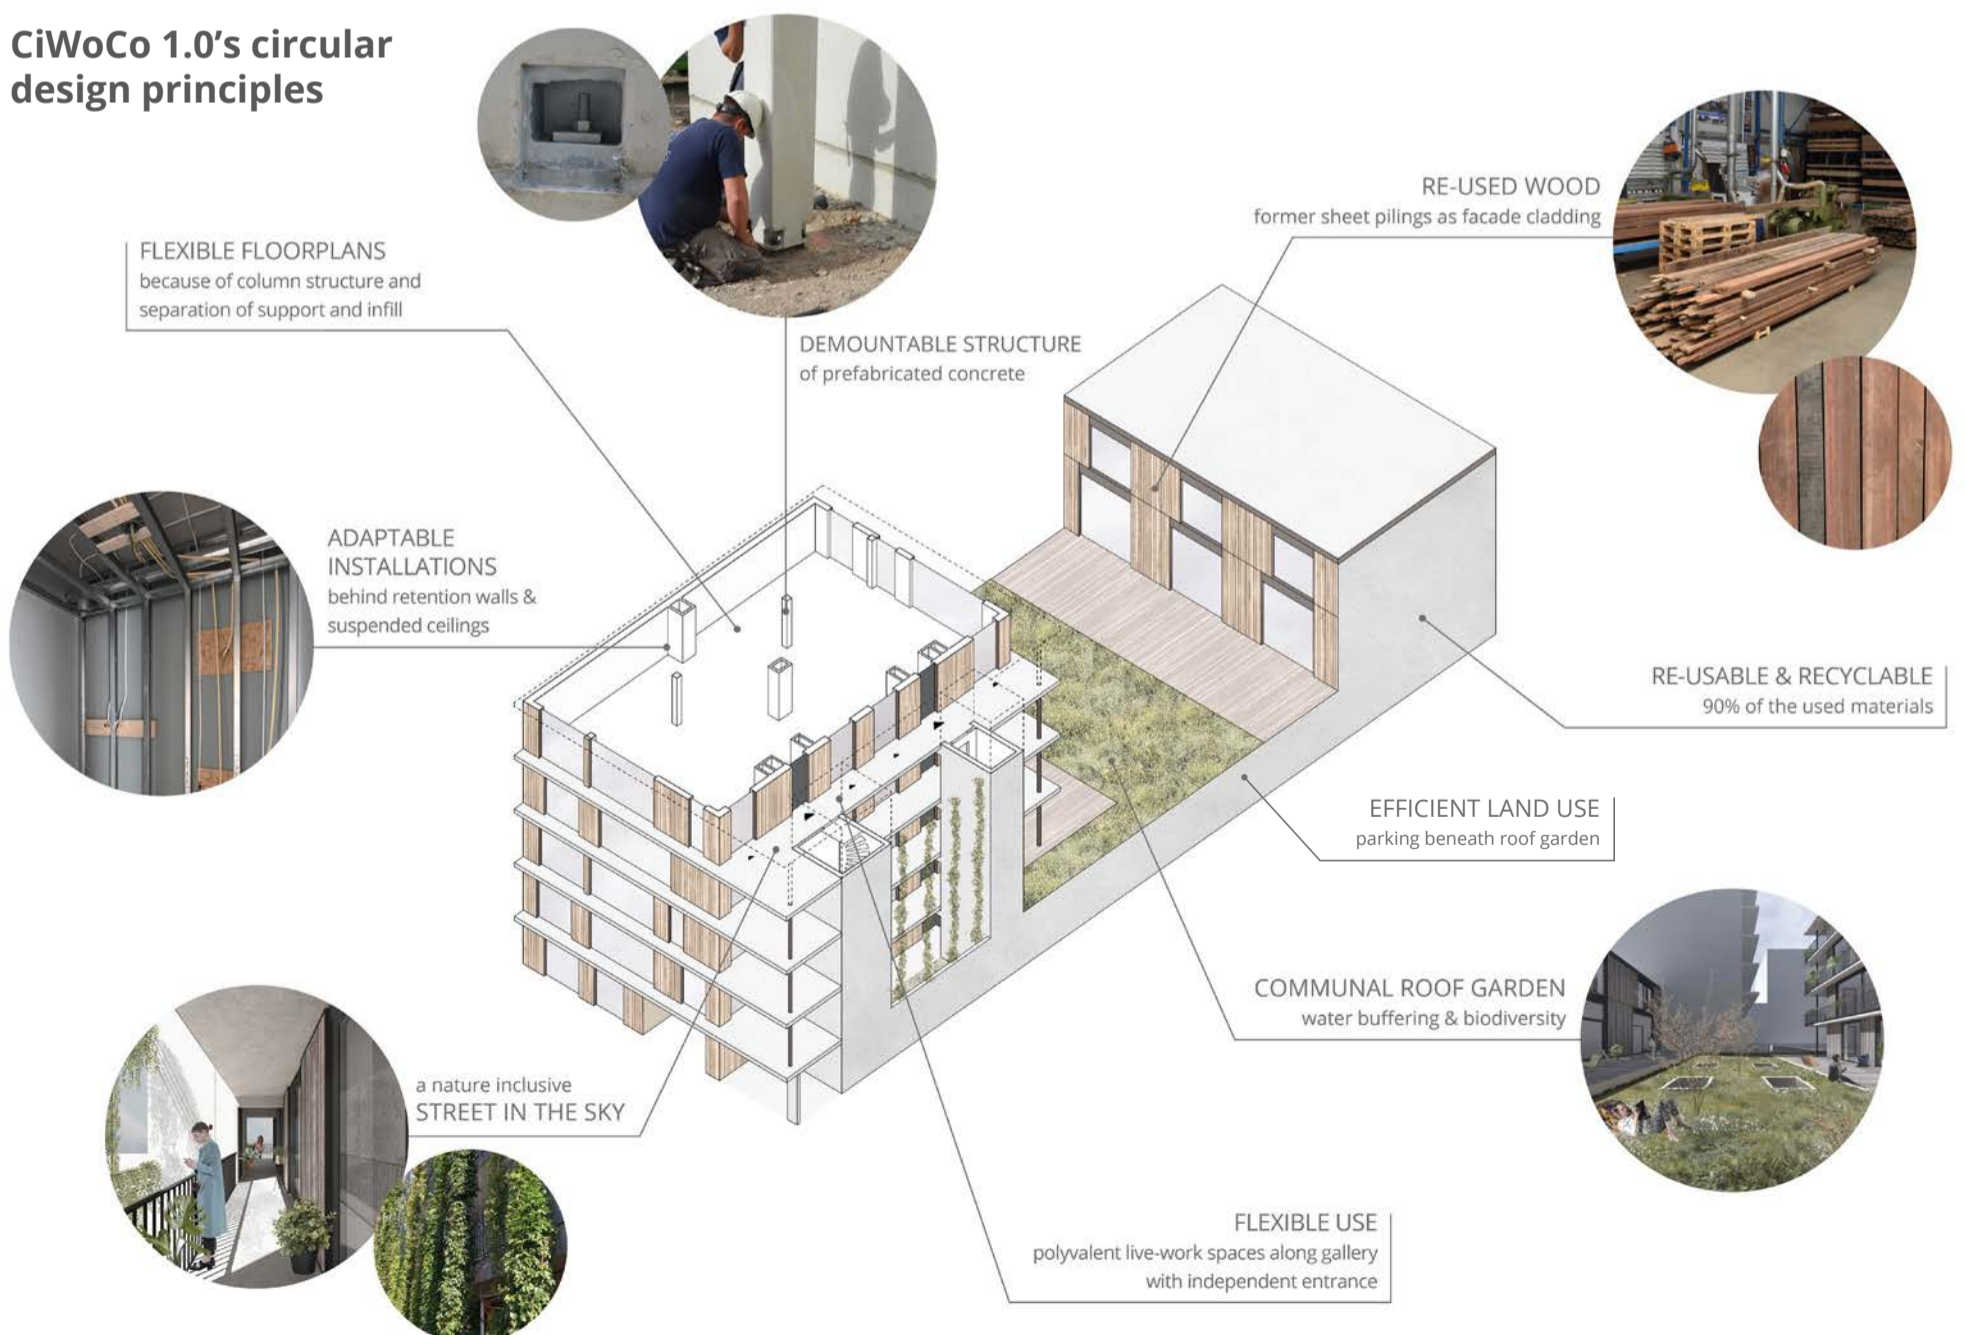 CiWoCo 1.0’s circular
design principles
FLEXIBLE FLOORPLANS
because of column structure and
separation of support and infill
DEMOUNTABLE STRUCTURE
of prefabricated concrete
RE-USED WOOD
former sheet pilings as facade cladding
ADAPTABLE
INSTALLATIONS
behind retention walls &
suspended ceilings
RE-USABLE & RECYCLABLE
90% of the used materials
EFFICIENT LAND USE
parking beneath roof garden
COMMUNAL ROOF GARDEN
water buffering & biodiversity
a nature inclusive
STREET IN THE SKY
FLEXIBLE USE
polyvalent live-work spaces along gallery
with independent entrance